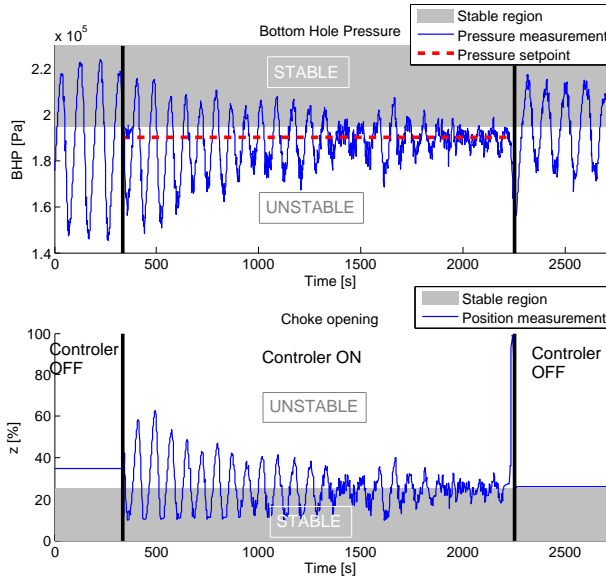 Bottom Hole Pressure
x 10⁵
Stable region
Pressure measurement
Pressure setpoint
STABLE
UNSTABLE
2.2
2
1.8
1.6
1.4
BHP [Pa]
0 500 1000 1500 2000 2500
Time [s]
Choke opening
Stable region
Position measurement
Controler
OFF
Controler ON
Controler
OFF
UNSTABLE
STABLE
100
80
60
40
20
0
z [%]
0 500 1000 1500 2000 2500
Time [s]